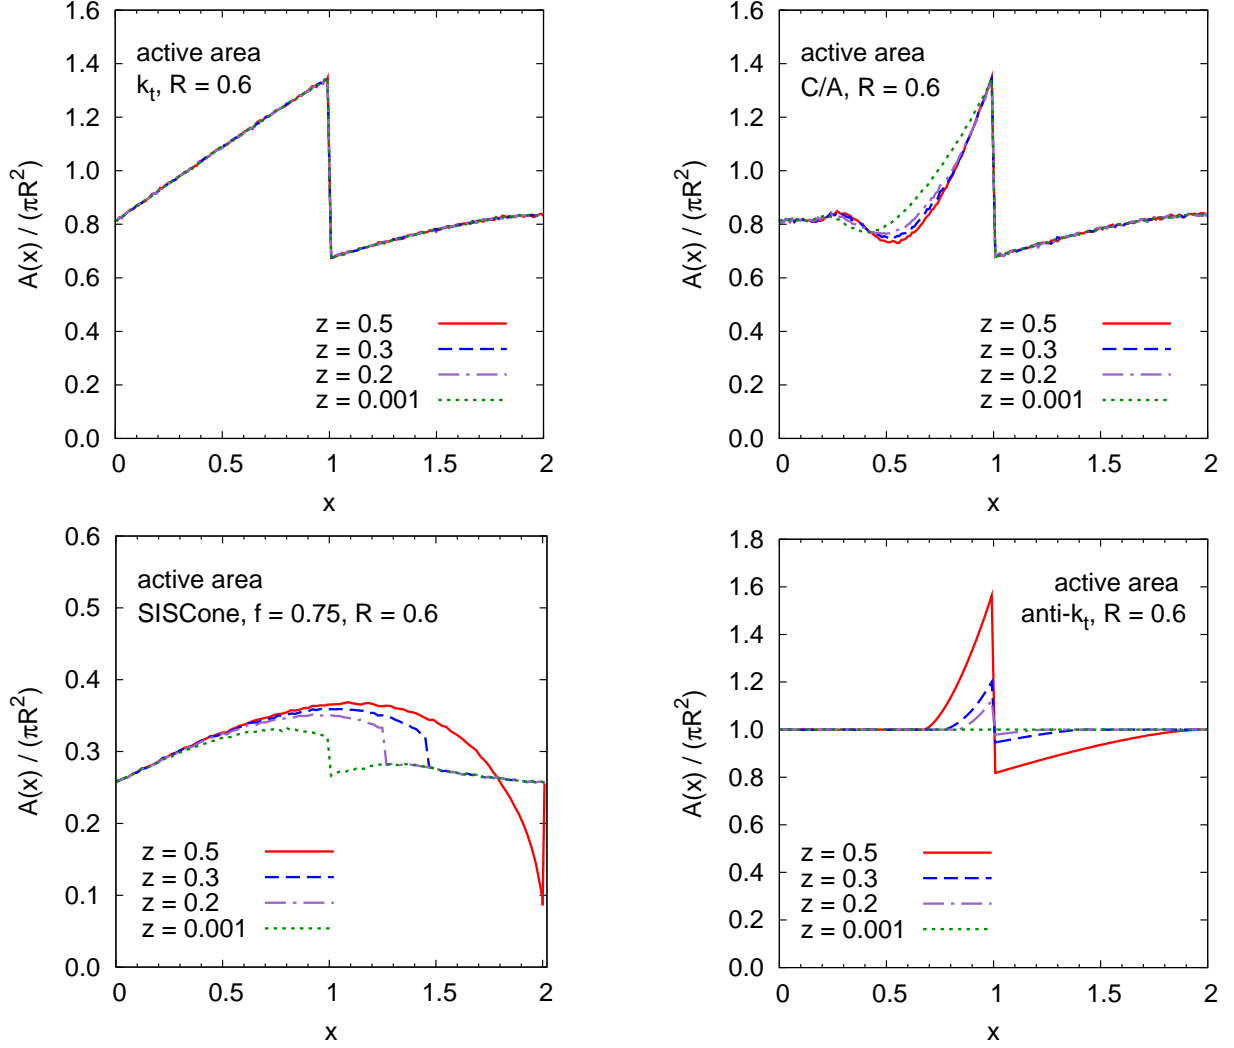 active area
k_t, R = 0.6
A(x) / (πR²)
1.6
1.4
1.2
1.0
0.8
0.6
0.4
0.2
0.0
z = 0.5
z = 0.3
z = 0.2
z = 0.001
0 0.5 1 1.5 2
x
active area
C/A, R = 0.6
A(x) / (πR²)
1.6
1.4
1.2
1.0
0.8
0.6
0.4
0.2
0.0
z = 0.5
z = 0.3
z = 0.2
z = 0.001
0 0.5 1 1.5 2
x
active area
SISCone, f = 0.75, R = 0.6
A(x) / (πR²)
0.6
0.5
0.4
0.3
0.2
0.1
0.0
z = 0.5
z = 0.3
z = 0.2
z = 0.001
0 0.5 1 1.5 2
x
active area
anti-k_t, R = 0.6
A(x) / (πR²)
1.8
1.6
1.4
1.2
1.0
0.8
0.6
0.4
0.2
0.0
z = 0.5
z = 0.3
z = 0.2
z = 0.001
0 0.5 1 1.5 2
x